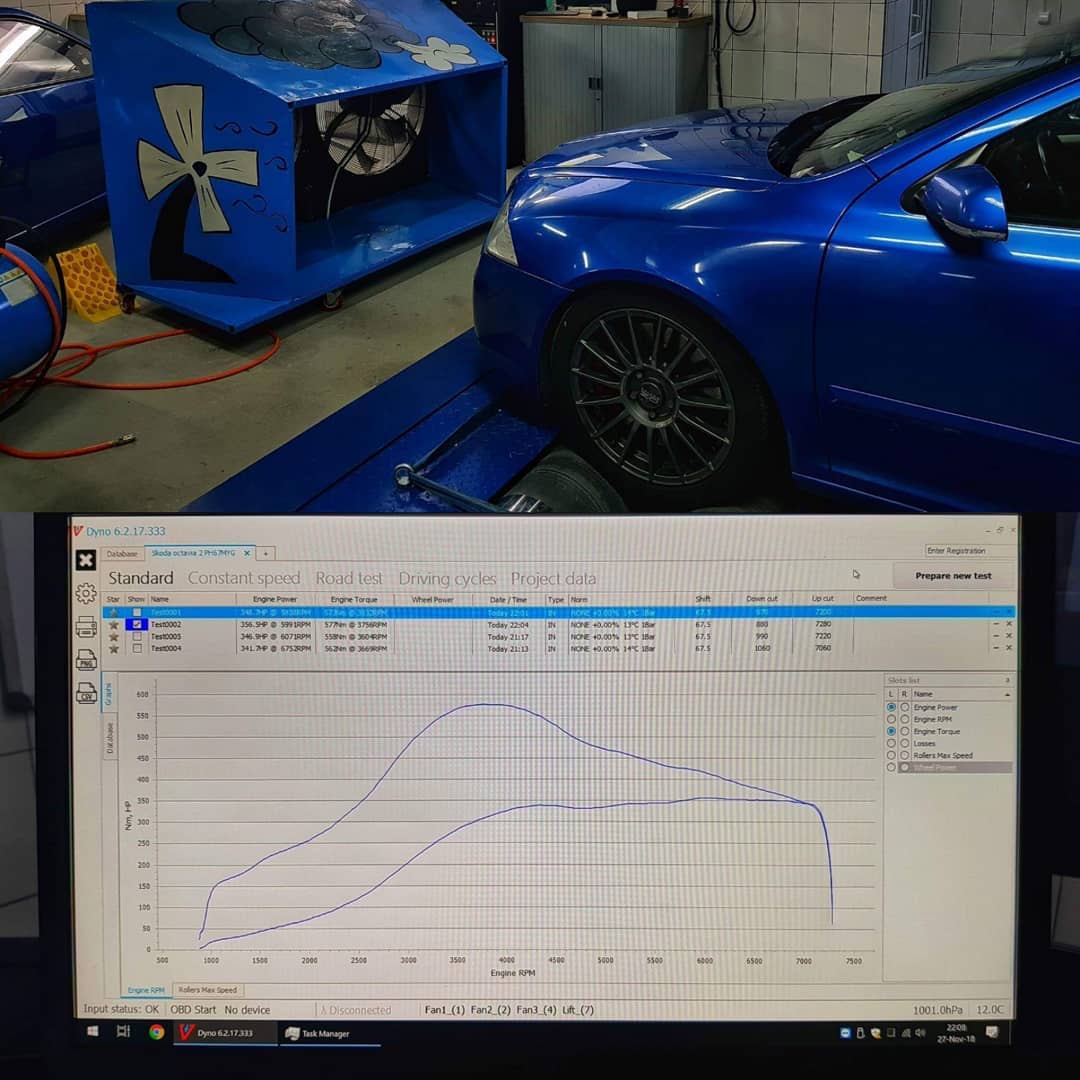 Dyno 6.2.17.333
Database Skoda octavia 2 PH67MYG × +
Enter Registration
Standard Constant speed Road test Driving cycles Project data
Prepare new test
Star Show Name Engine Power Engine Torque Wheel Power Date / Time Type Norm Shift Down cut Up cut Comment
Test0001 348.7HP @ Today 22:01 IN NONE +0.00% 14°C 1Bar 67.5 970 7200
Test0002 356.5HP @ 5991RPM 577Nm @ 3756RPM Today 22:04 IN NONE +0.00% 13°C 1Bar 67.5 880 7280
346.9HP @ 6071RPM 558Nm @ 3604RPM Today 21:17 IN NONE +0.00% 13°C 1Bar 67.5 990 7220
Test0004 341.7HP @ 6752RPM 562Nm @ 3669RPM Today 21:13 IN NONE +0.00% 14°C 1Bar 67.5 1060 7060
PNG
CSV
Graphs
Database
Slots list
L R Name
Engine Power
Engine RPM
Engine Torque
Losses
Rollers Max Speed
Wheel Power
Nm, HP
600
550
500
450
400
350
300
250
200
150
100
50
0
500 1000 1500 2000 2500 3000 3500 4000 4500 5000 5500 6000 6500 7000 7500
Engine RPM
Engine RPM Rollers Max Speed
Input status: OK OBD Start No device λ Disconnected Fan1_(1) Fan2_(2) Fan3_(4) Lift_(7) 1001.0hPa 12.0C
Dyno 6.2.17.333 Task Manager
22:08
27-Nov-18